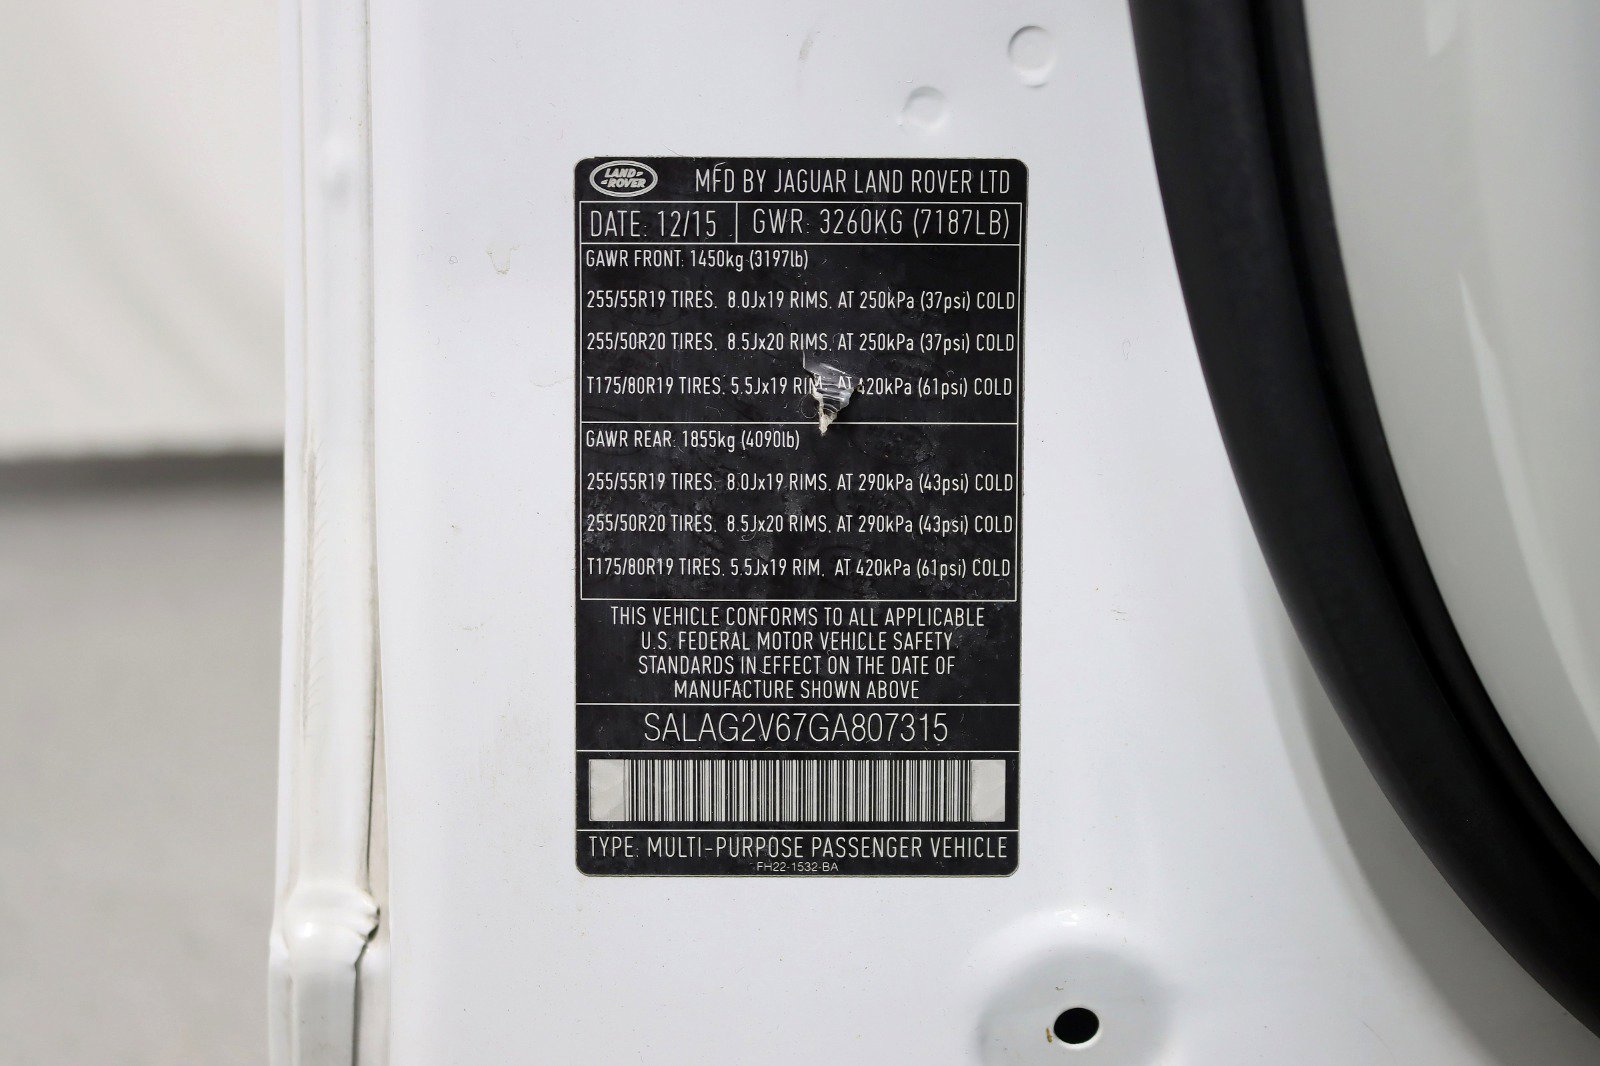 LAND-
-ROVER
MFD BY JAGUAR LAND ROVER LTD
DATE: 12/15 GWR: 3260KG (7187LB)
GAWR FRONT: 1450kg (3197lb)
255/55R19 TIRES. 8.0Jx19 RIMS. AT 250kPa (37psi) COLD
255/50R20 TIRES. 8.5Jx20 RIMS. AT 250kPa (37psi) COLD
T175/80R19 TIRES. 5.5Jx19 RIM. AT 420kPa (61psi) COLD
GAWR REAR: 1855kg (4090lb)
255/55R19 TIRES. 8.0Jx19 RIMS. AT 290kPa (43psi) COLD
255/50R20 TIRES. 8.5Jx20 RIMS. AT 290kPa (43psi) COLD
T175/80R19 TIRES. 5.5Jx19 RIM. AT 420kPa (61psi) COLD
THIS VEHICLE CONFORMS TO ALL APPLICABLE
U.S. FEDERAL MOTOR VEHICLE SAFETY
STANDARDS IN EFFECT ON THE DATE OF
MANUFACTURE SHOWN ABOVE
SALAG2V67GA807315
TYPE: MULTI-PURPOSE PASSENGER VEHICLE
FH22-1532-BA